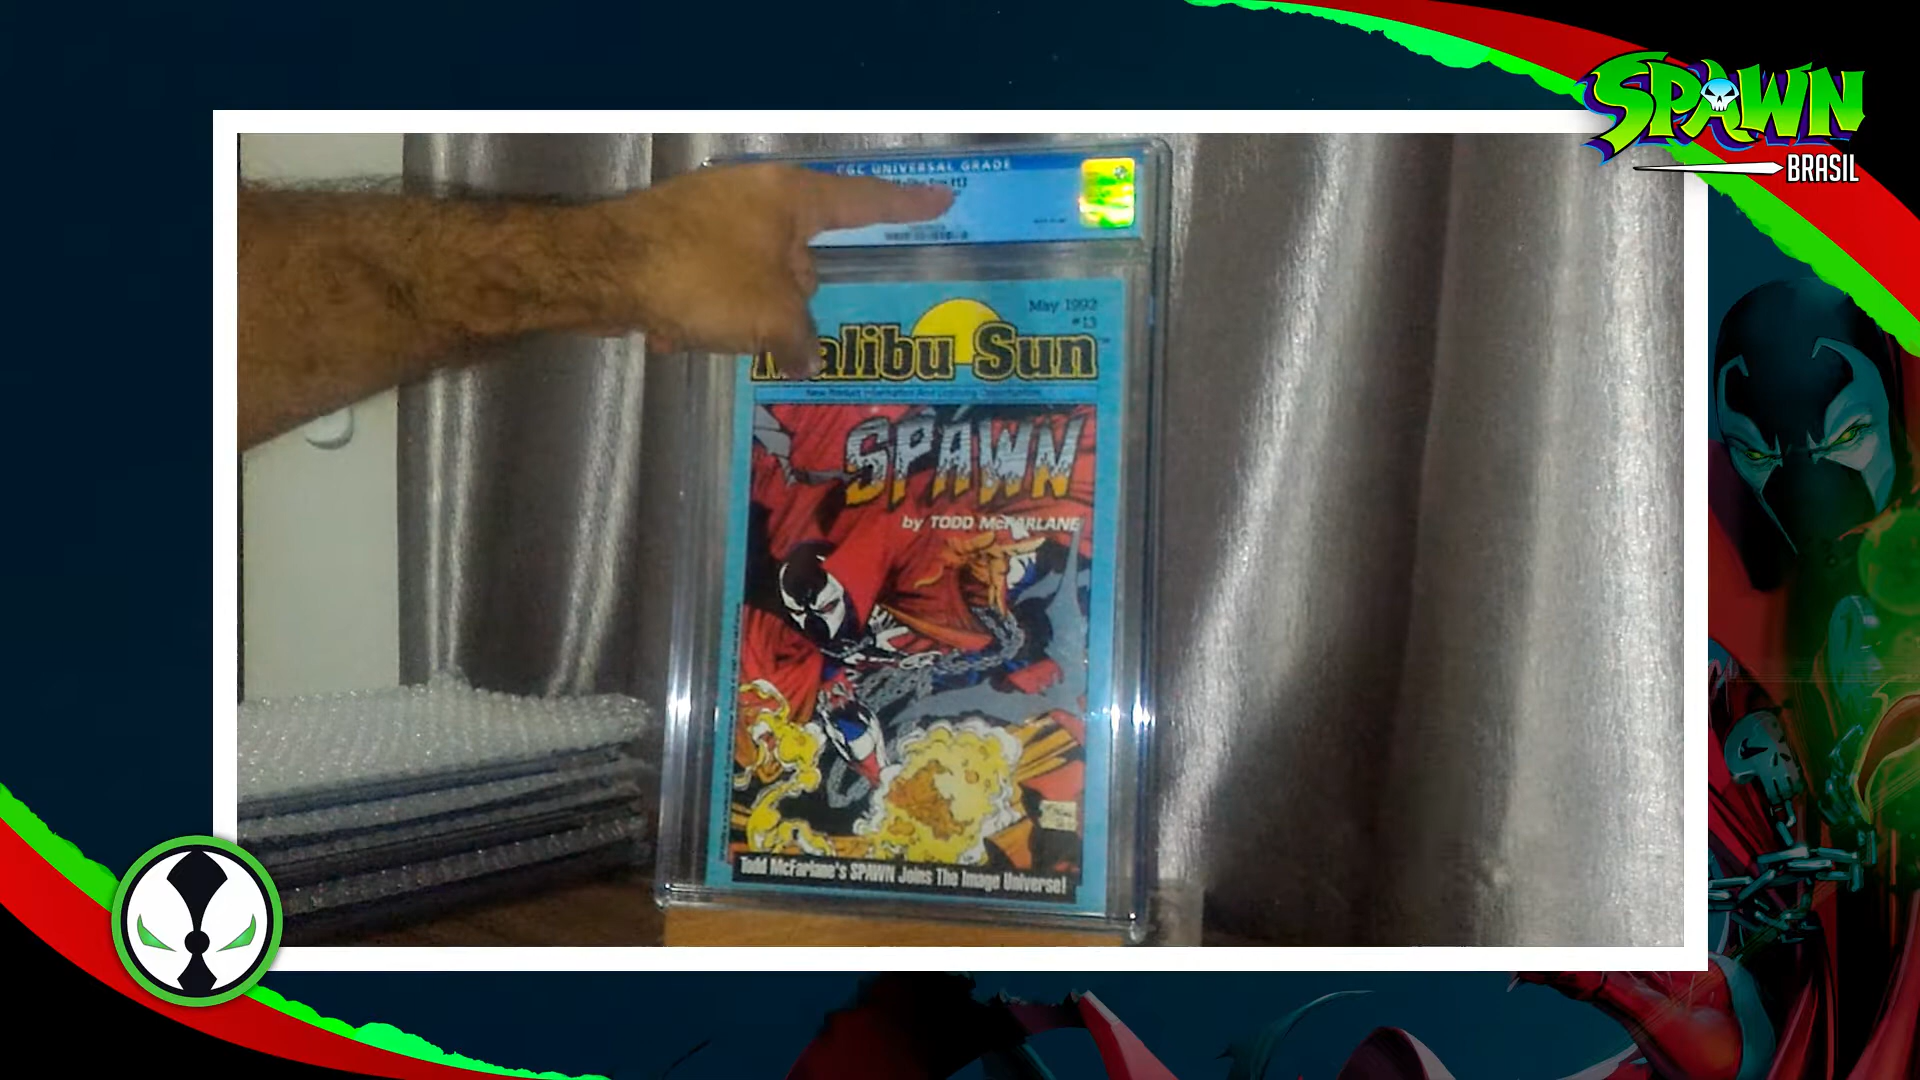 SPAWN
BRASIL
CGC UNIVERSAL GRADE
May 1992
#13
Malibu Sun
SPAWN
by TODD McFARLANE
Todd McFarlane's SPAWN Joins The Image Universe!